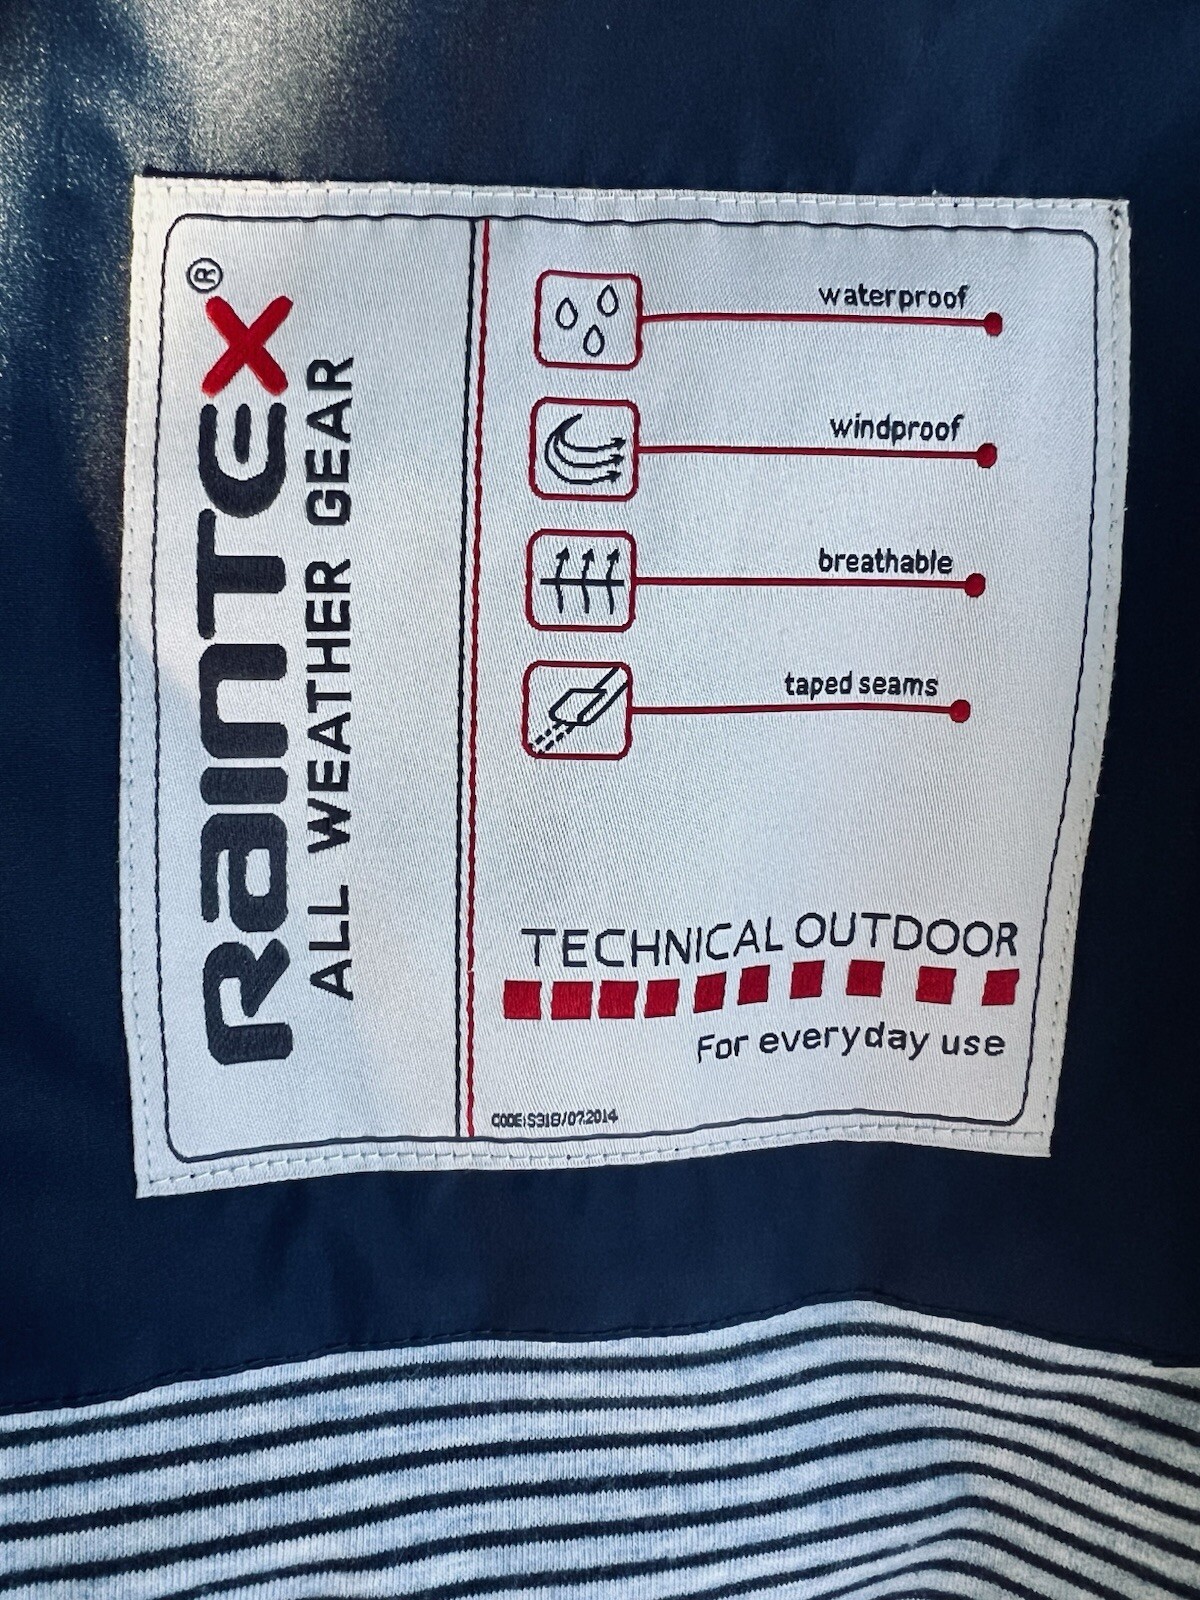 RainTex®
ALL WEATHER GEAR
waterproof
windproof
breathable
taped seams
TECHNICAL OUTDOOR
For everyday use
CODE:S318/07.2014